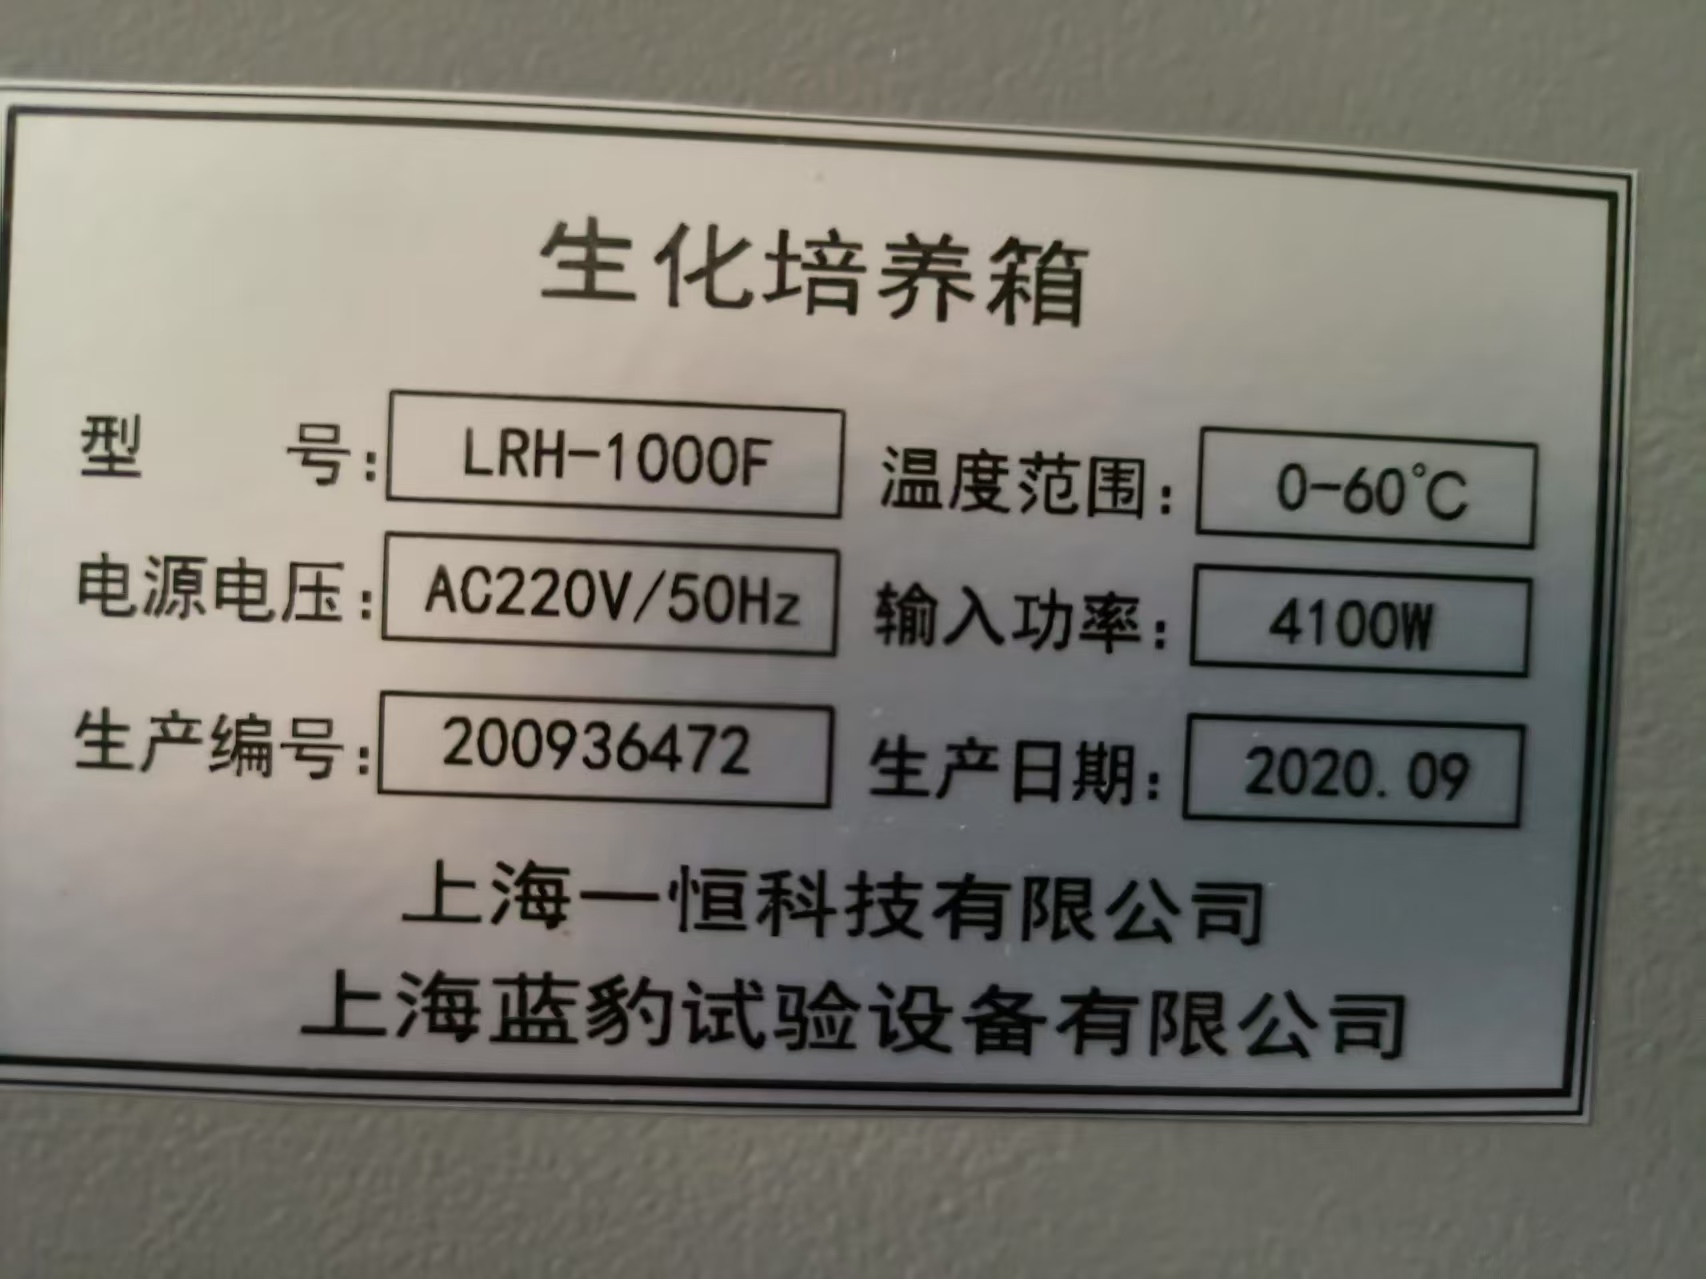 生化培养箱
型 号: LRH-1000F 温度范围: 0-60℃
电源电压: AC220V/50Hz 输入功率: 4100W
生产编号: 200936472 生产日期: 2020.09
上海一恒科技有限公司
上海蓝豹试验设备有限公司